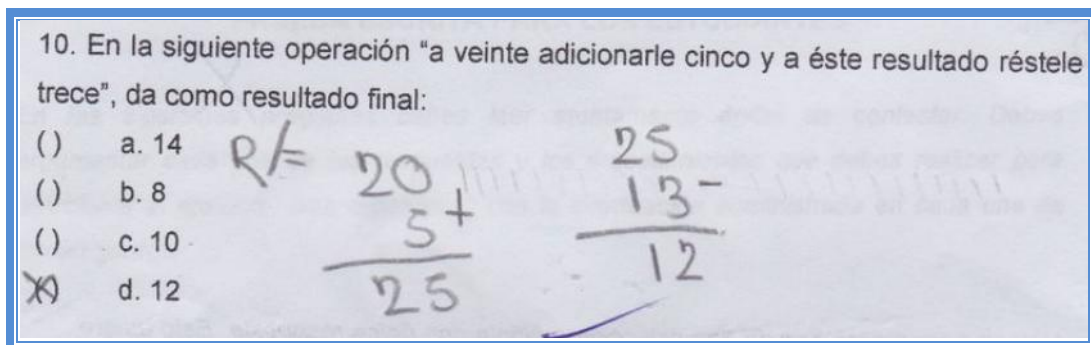 10. En la siguiente operación “a veinte adicionarle cinco y a éste resultado réstele
trece”, da como resultado final:
( ) a. 14
( ) b. 8
( ) c. 10
(X) d. 12
R/=
20
5+
25
25
13-
12